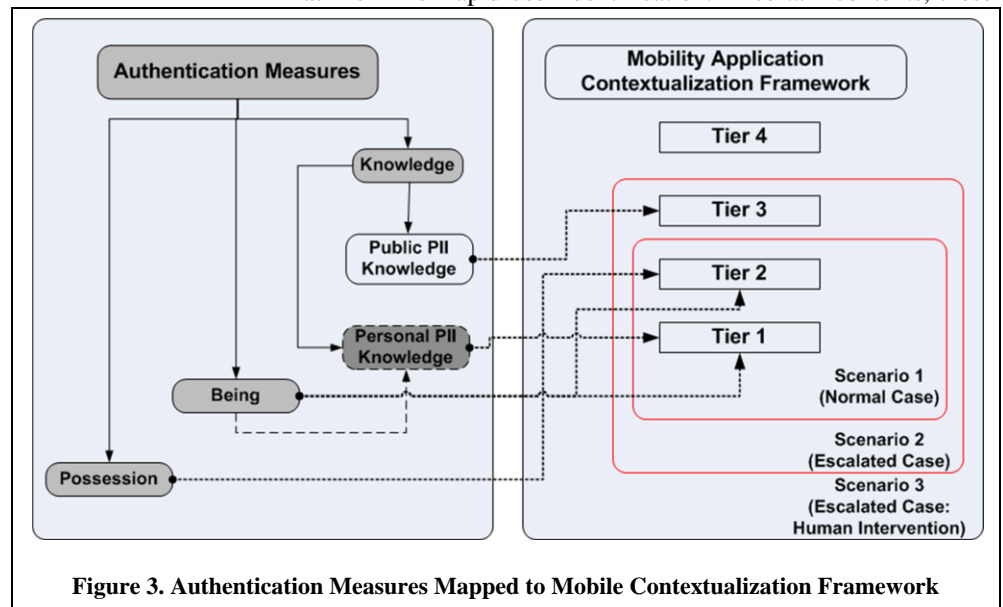 Authentication Measures
Knowledge
Public PII
Knowledge
Personal PII
Knowledge
Being
Possession
Mobility Application
Contextualization Framework
Tier 4
Tier 3
Tier 2
Tier 1
Scenario 1
(Normal Case)
Scenario 2
(Escalated Case)
Scenario 3
(Escalated Case:
Human Intervention)
Figure 3. Authentication Measures Mapped to Mobile Contextualization Framework